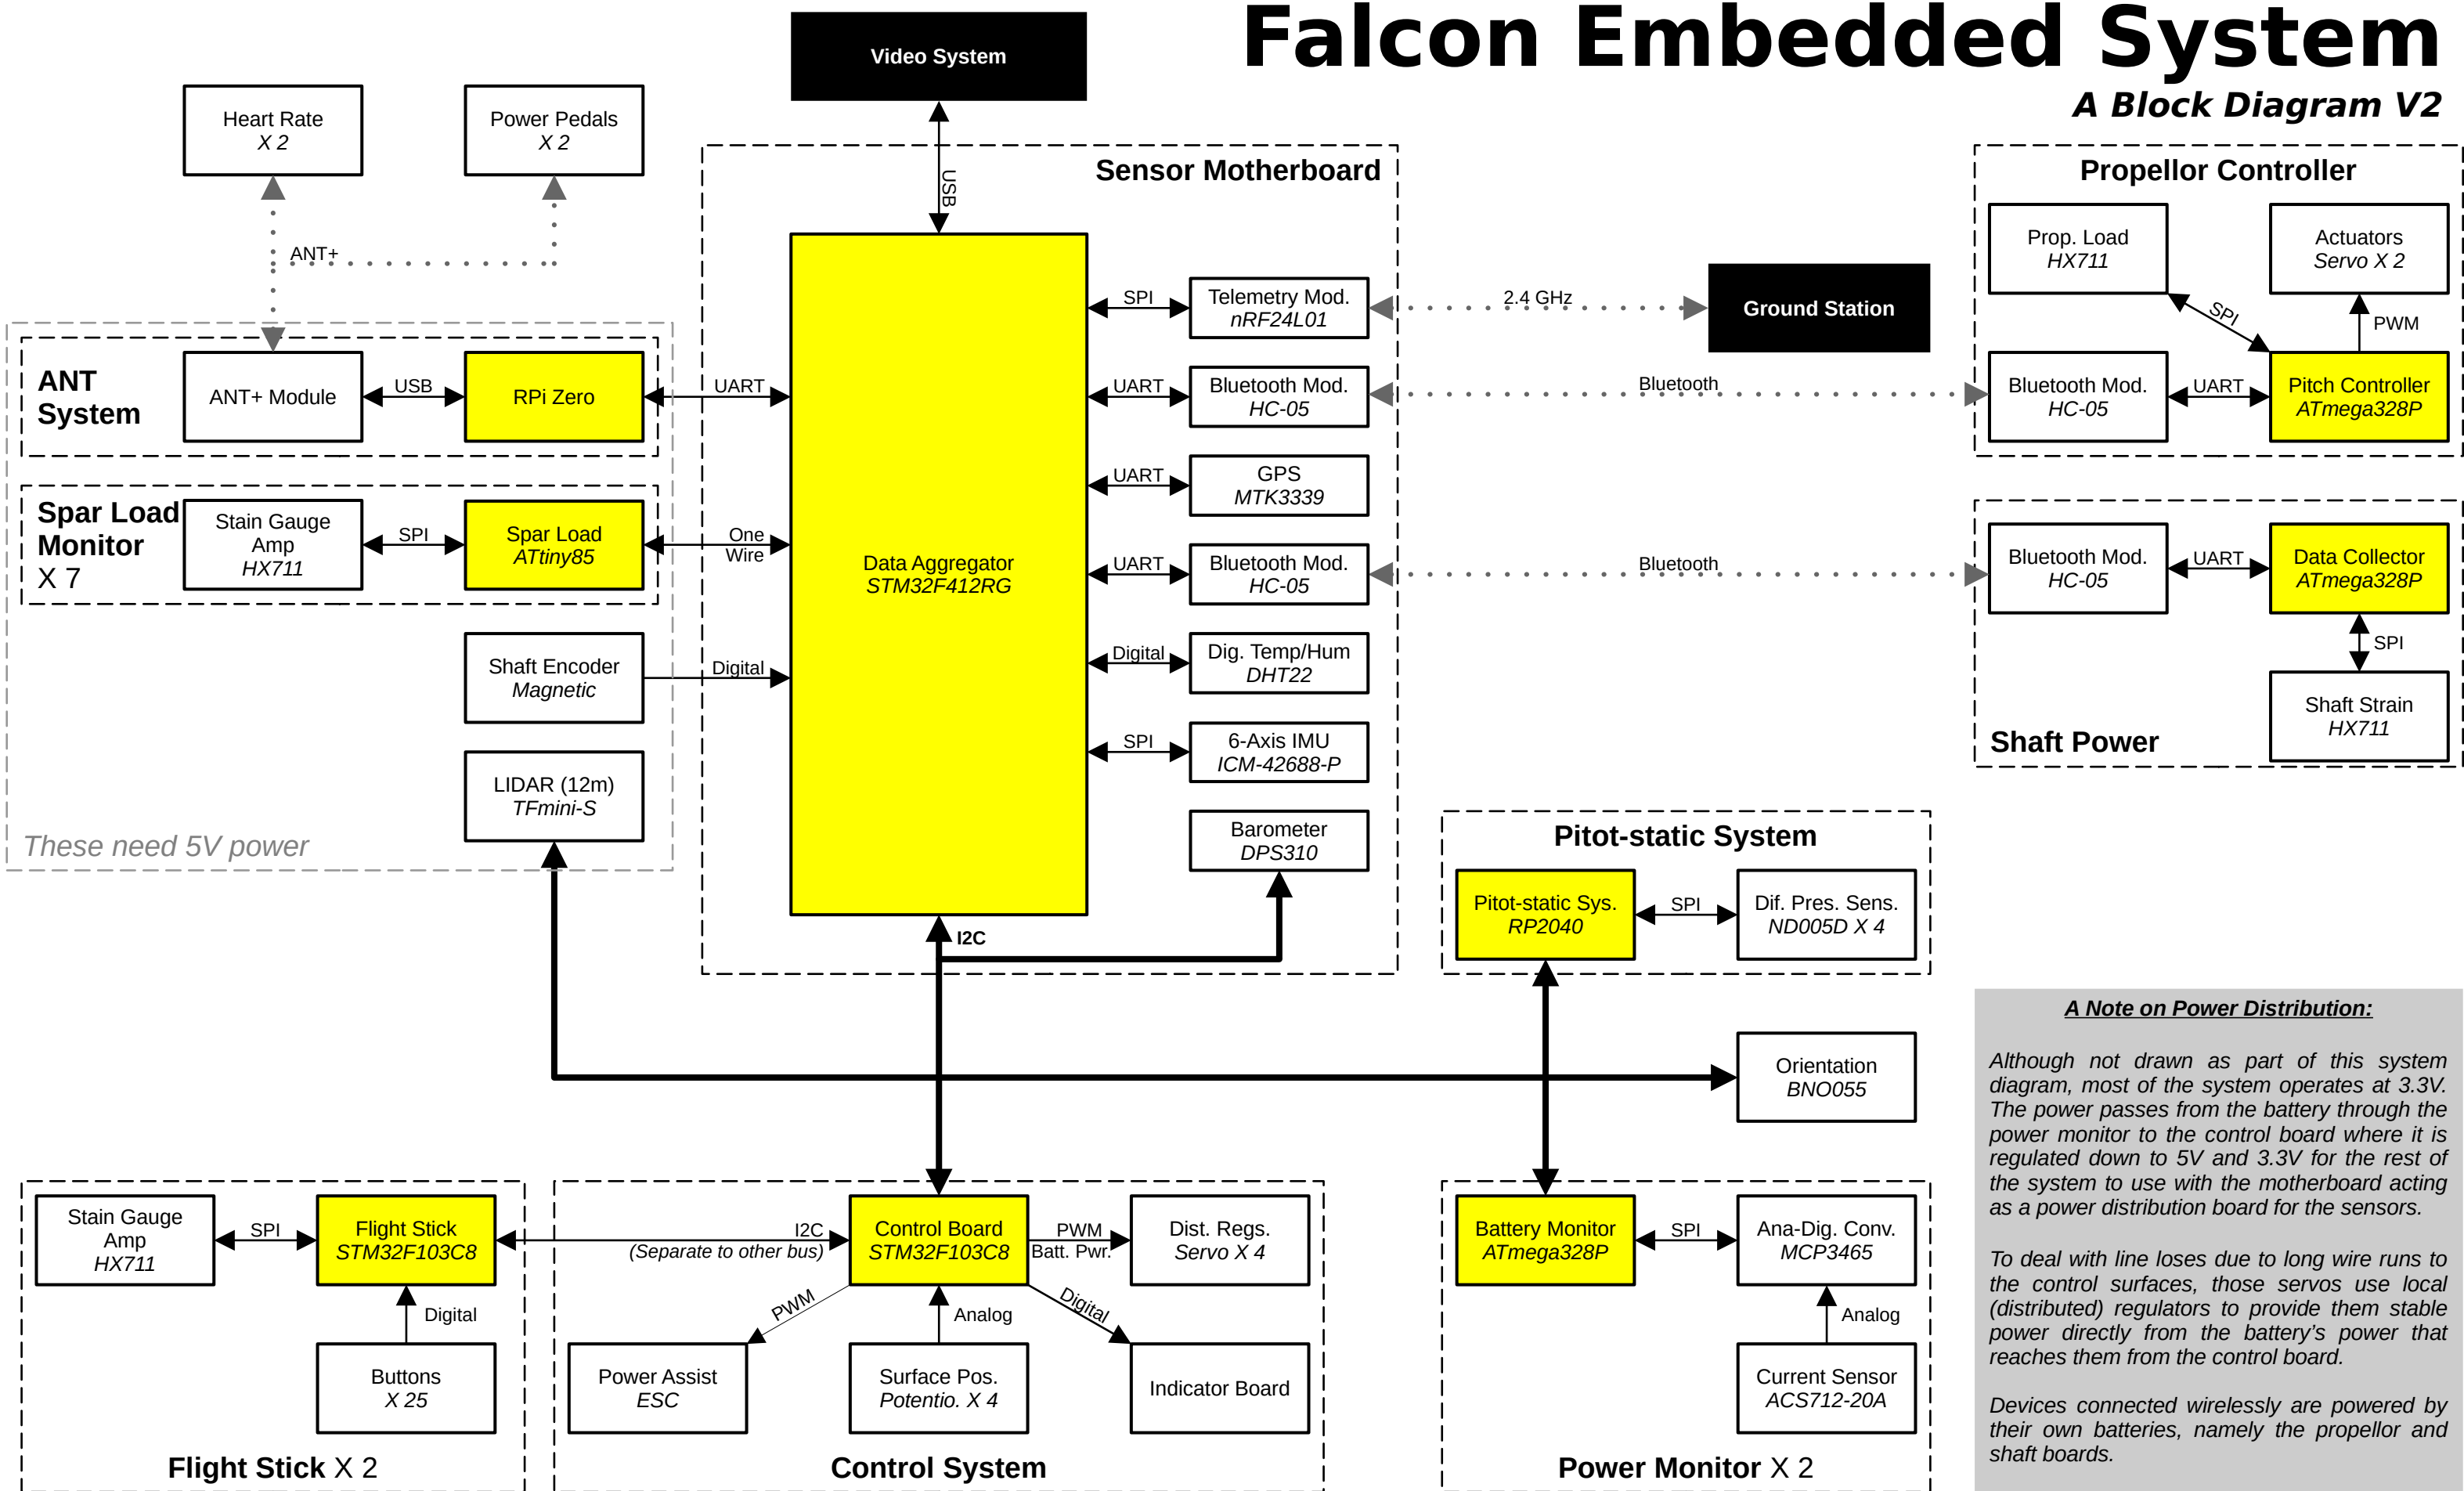 Falcon Embedded System
A Block Diagram V2
Video System
USB
Heart Rate
X 2
Power Pedals
X 2
ANT+
ANT
System
ANT+ Module
USB
RPi Zero
UART
Spar Load
Monitor
X 7
Stain Gauge
Amp
HX711
SPI
Spar Load
ATtiny85
One
Wire
Shaft Encoder
Magnetic
Digital
LIDAR (12m)
TFmini-S
These need 5V power
Sensor Motherboard
Data Aggregator
STM32F412RG
SPI
Telemetry Mod.
nRF24L01
2.4 GHz
Ground Station
UART
Bluetooth Mod.
HC-05
Bluetooth
UART
GPS
MTK3339
UART
Bluetooth Mod.
HC-05
Bluetooth
Digital
Dig. Temp/Hum
DHT22
SPI
6-Axis IMU
ICM-42688-P
Barometer
DPS310
I2C
Propellor Controller
Prop. Load
HX711
Actuators
Servo X 2
SPI
PWM
Bluetooth Mod.
HC-05
UART
Pitch Controller
ATmega328P
Bluetooth Mod.
HC-05
UART
Data Collector
ATmega328P
SPI
Shaft Strain
HX711
Shaft Power
Pitot-static System
Pitot-static Sys.
RP2040
SPI
Dif. Pres. Sens.
ND005D X 4
Orientation
BNO055
Stain Gauge
Amp
HX711
SPI
Flight Stick
STM32F103C8
Digital
Buttons
X 25
Flight Stick X 2
I2C
(Separate to other bus)
Control Board
STM32F103C8
PWM
Batt. Pwr.
Dist. Regs.
Servo X 4
PWM
Analog
Digital
Power Assist
ESC
Surface Pos.
Potentio. X 4
Indicator Board
Control System
Battery Monitor
ATmega328P
SPI
Ana-Dig. Conv.
MCP3465
Analog
Current Sensor
ACS712-20A
Power Monitor X 2
A Note on Power Distribution:
Although not drawn as part of this system
diagram, most of the system operates at 3.3V.
The power passes from the battery through the
power monitor to the control board where it is
regulated down to 5V and 3.3V for the rest of
the system to use with the motherboard acting
as a power distribution board for the sensors.
To deal with line loses due to long wire runs to
the control surfaces, those servos use local
(distributed) regulators to provide them stable
power directly from the battery's power that
reaches them from the control board.
Devices connected wirelessly are powered by
their own batteries, namely the propellor and
shaft boards.